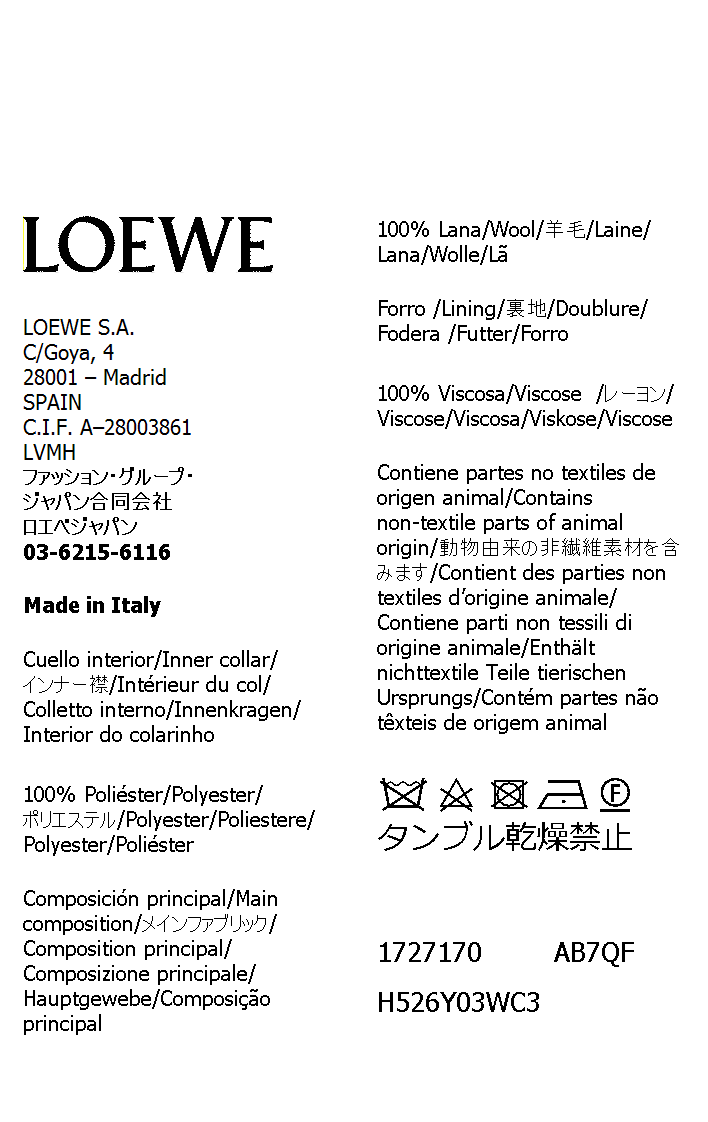 LOEWE
LOEWE S.A.
C/Goya, 4
28001 – Madrid
SPAIN
C.I.F. A–28003861
LVMH
ファッション・グループ・
ジャパン合同会社
ロエベジャパン
03-6215-6116
Made in Italy
Cuello interior/Inner collar/
インナー襟/Intérieur du col/
Colletto interno/Innenkragen/
Interior do colarinho
100% Poliéster/Polyester/
ポリエステル/Polyester/Poliestere/
Polyester/Poliéster
Composición principal/Main
composition/メインファブリック/
Composition principal/
Composizione principale/
Hauptgewebe/Composição
principal
100% Lana/Wool/羊毛/Laine/
Lana/Wolle/Lã
Forro /Lining/裏地/Doublure/
Fodera /Futter/Forro
100% Viscosa/Viscose /レーヨン/
Viscose/Viscosa/Viskose/Viscose
Contiene partes no textiles de
origen animal/Contains
non-textile parts of animal
origin/動物由来の非繊維素材を含
みます/Contient des parties non
textiles d’origine animale/
Contiene parti non tessili di
origine animale/Enthält
nichttextile Teile tierischen
Ursprungs/Contém partes não
têxteis de origem animal
F
タンブル乾燥禁止
1727170 AB7QF
H526Y03WC3